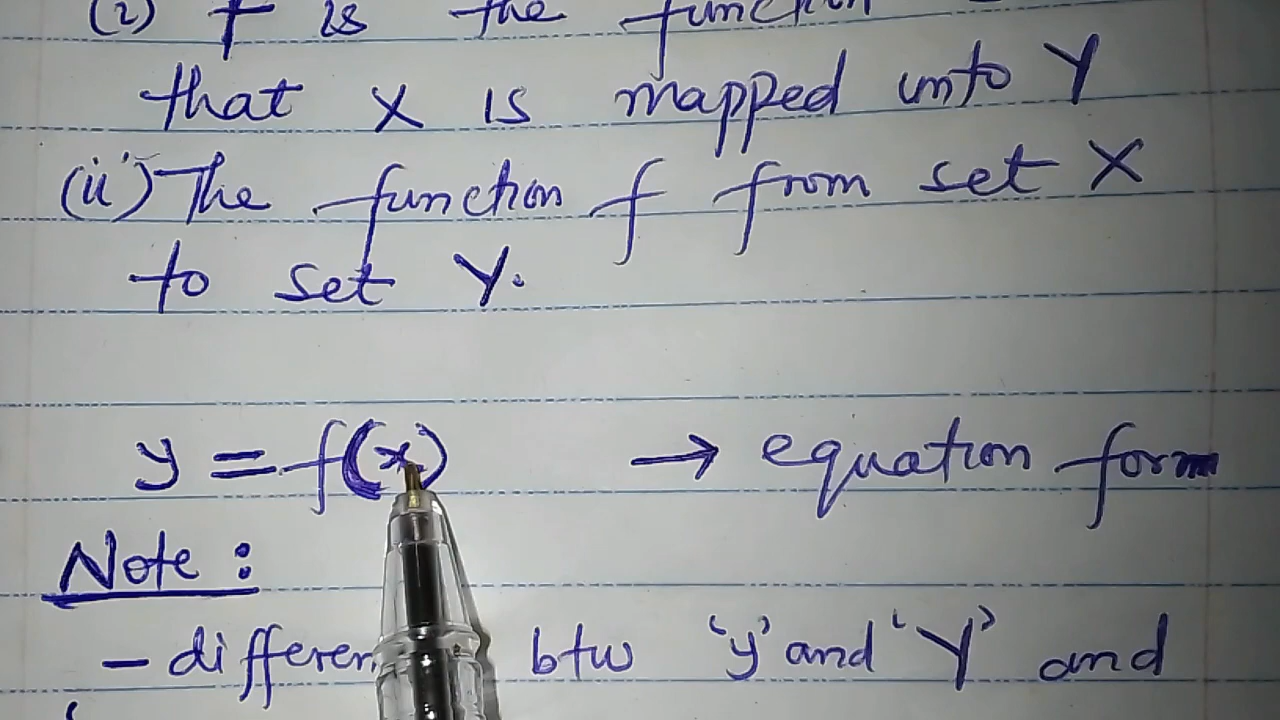 (i) f is the function
that X is mapped unto Y
(ii) The function f from set X
to set Y.
y = f(x) → equation form
Note :
- differen btw 'y' and 'Y' and